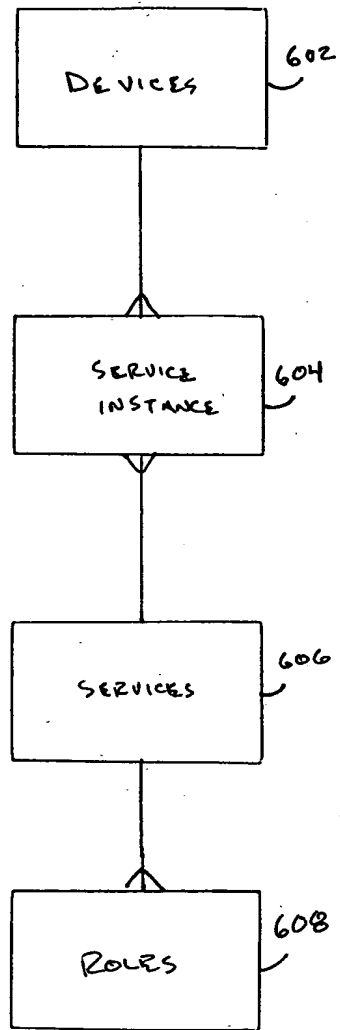 DEVICES
602
SERVICE
INSTANCE
604
SERVICES
606
ROLES
608